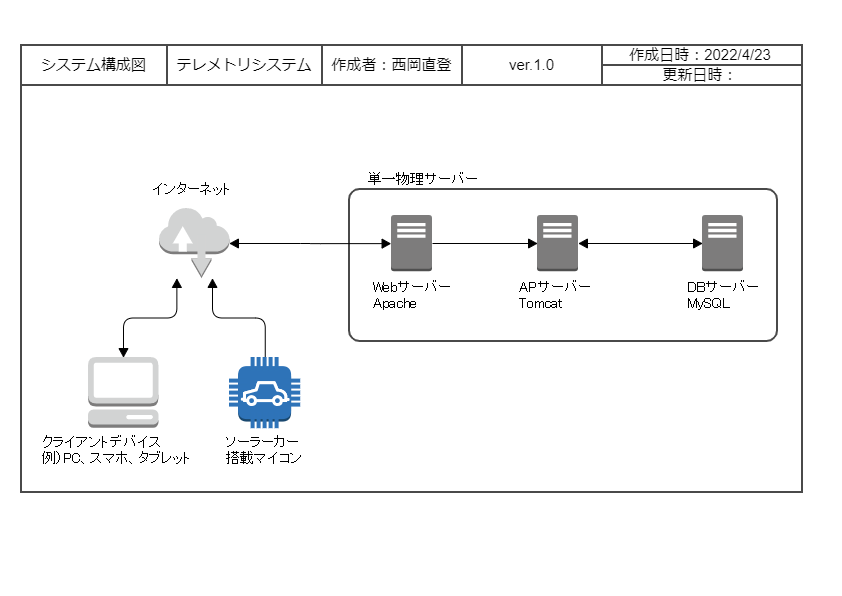 システム構成図
テレメトリシステム
作成者：西岡直登
ver.1.0
作成日時：2022/4/23
更新日時：
単一物理サーバー
インターネット
Webサーバー
Apache
APサーバー
Tomcat
DBサーバー
MySQL
クライアントデバイス
例）PC、スマホ、タブレット
ソーラーカー
搭載マイコン